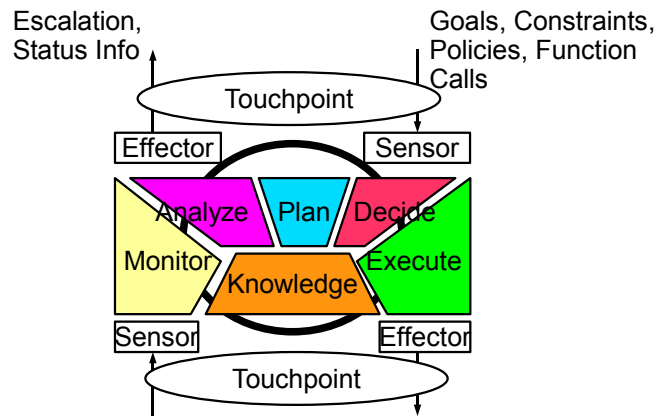 Escalation,
Status Info
Goals, Constraints,
Policies, Function
Calls
Touchpoint
Effector
Sensor
Analyze
Plan
Decide
Monitor
Knowledge
Execute
Sensor
Effector
Touchpoint